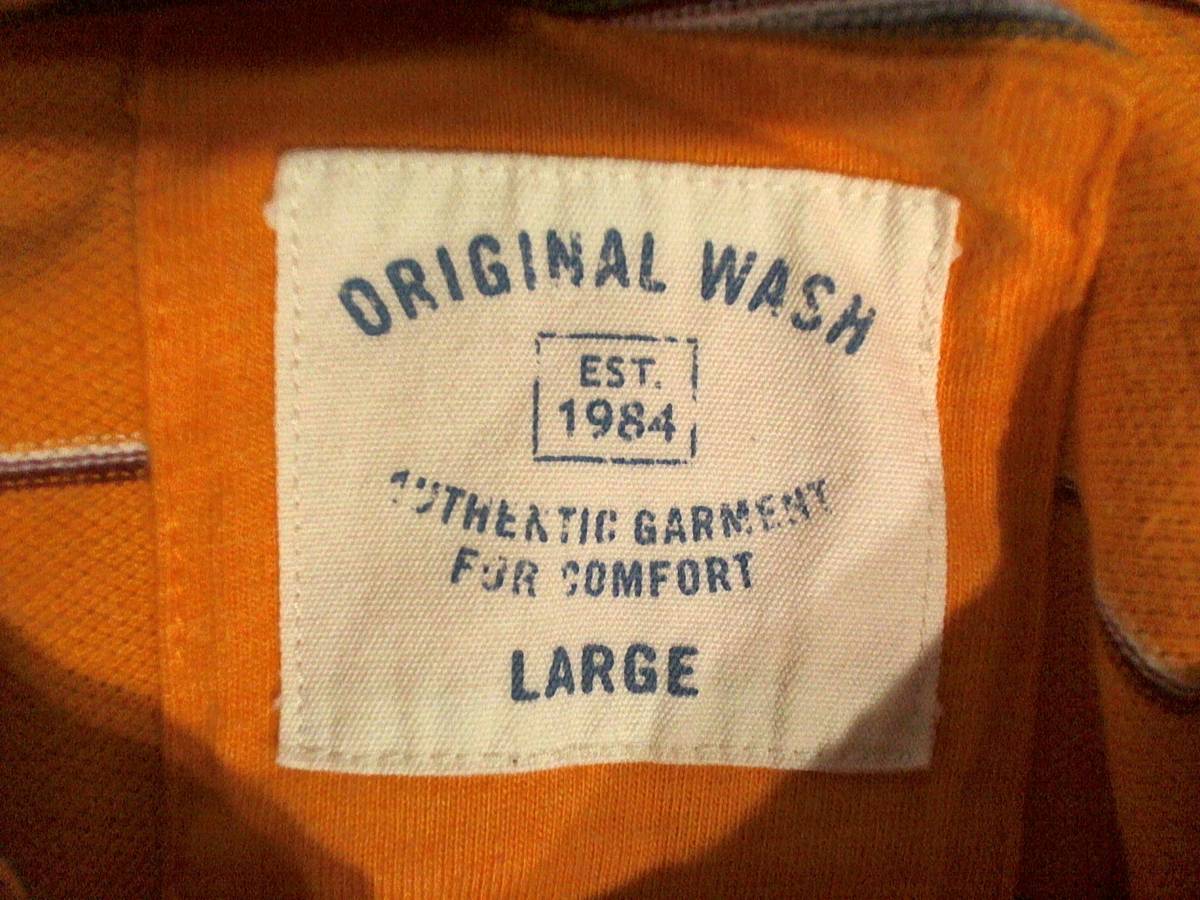 ORIGINAL WASH
EST.
1984
AUTHENTIC GARMENT
FOR COMFORT
LARGE